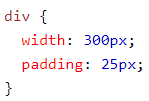 div {
  width: 300px;
  padding: 25px;
}